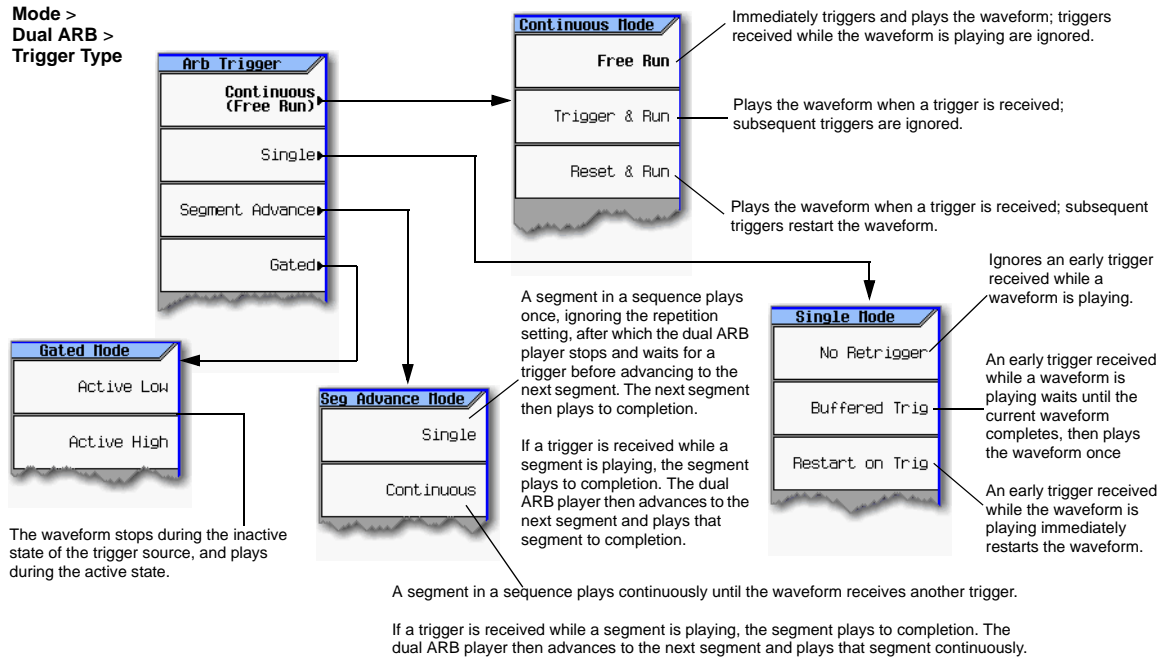 Mode >
Dual ARB >
Trigger Type
Arb Trigger
Continuous
(Free Run)
Single
Segment Advance
Gated
Continuous Mode
Free Run
Trigger & Run
Reset & Run
Immediately triggers and plays the waveform; triggers
received while the waveform is playing are ignored.
Plays the waveform when a trigger is received;
subsequent triggers are ignored.
Plays the waveform when a trigger is received; subsequent
triggers restart the waveform.
Gated Mode
Active Low
Active High
The waveform stops during the inactive
state of the trigger source, and plays
during the active state.
Seg Advance Mode
Single
Continuous
A segment in a sequence plays
once, ignoring the repetition
setting, after which the dual ARB
player stops and waits for a
trigger before advancing to the
next segment. The next segment
then plays to completion.
If a trigger is received while a
segment is playing, the segment
plays to completion. The dual
ARB player then advances to the
next segment and plays that
segment to completion.
Single Mode
No Retrigger
Buffered Trig
Restart on Trig
Ignores an early trigger
received while a
waveform is playing.
An early trigger received
while a waveform is
playing waits until the
current waveform
completes, then plays
the waveform once
An early trigger received
while the waveform is
playing immediately
restarts the waveform.
A segment in a sequence plays continuously until the waveform receives another trigger.
If a trigger is received while a segment is playing, the segment plays to completion. The
dual ARB player then advances to the next segment and plays that segment continuously.